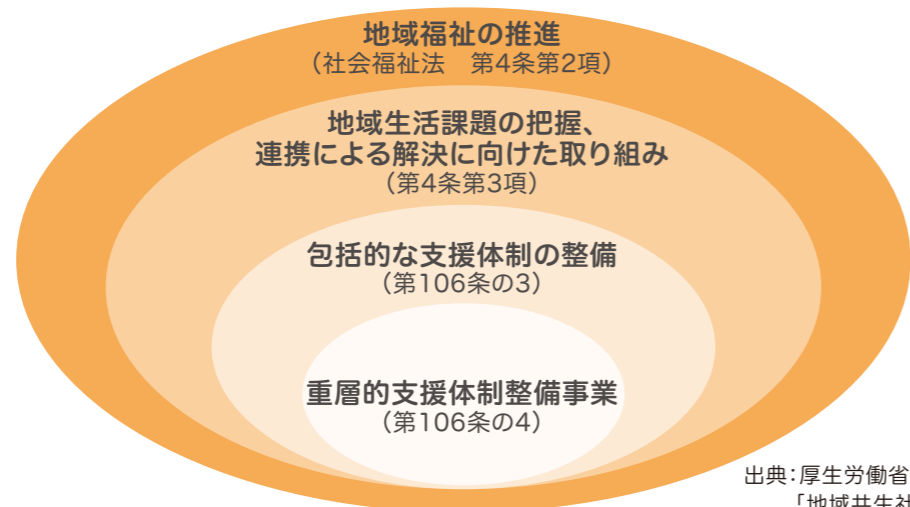 地域福祉の推進
（社会福祉法　第4条第2項）
地域生活課題の把握、
連携による解決に向けた取り組み
（第4条第3項）
包括的な支援体制の整備
（第106条の3）
重層的支援体制整備事業
（第106条の4）
出典：厚生労働省
「地域共生社